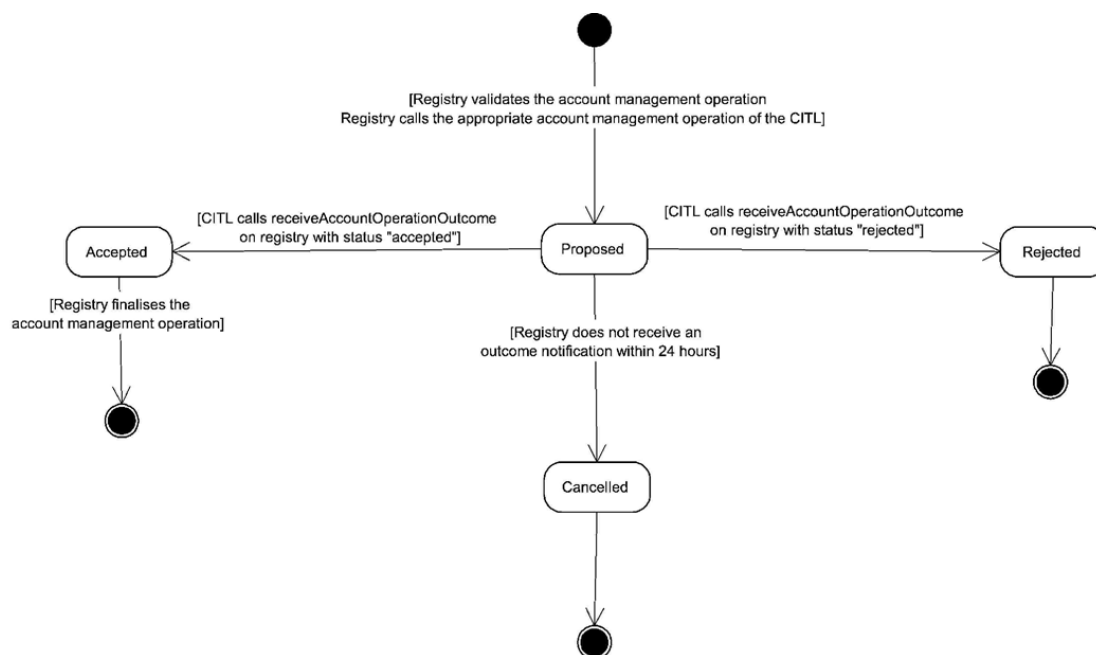 [Registry validates the account management operation
Registry calls the appropriate account management operation of the CITL]
[CITL calls receiveAccountOperationOutcome
on registry with status "accepted"]
[CITL calls receiveAccountOperationOutcome
on registry with status "rejected"]
Accepted
Proposed
Rejected
[Registry finalises the
account management operation]
[Registry does not receive an
outcome notification within 24 hours]
Cancelled